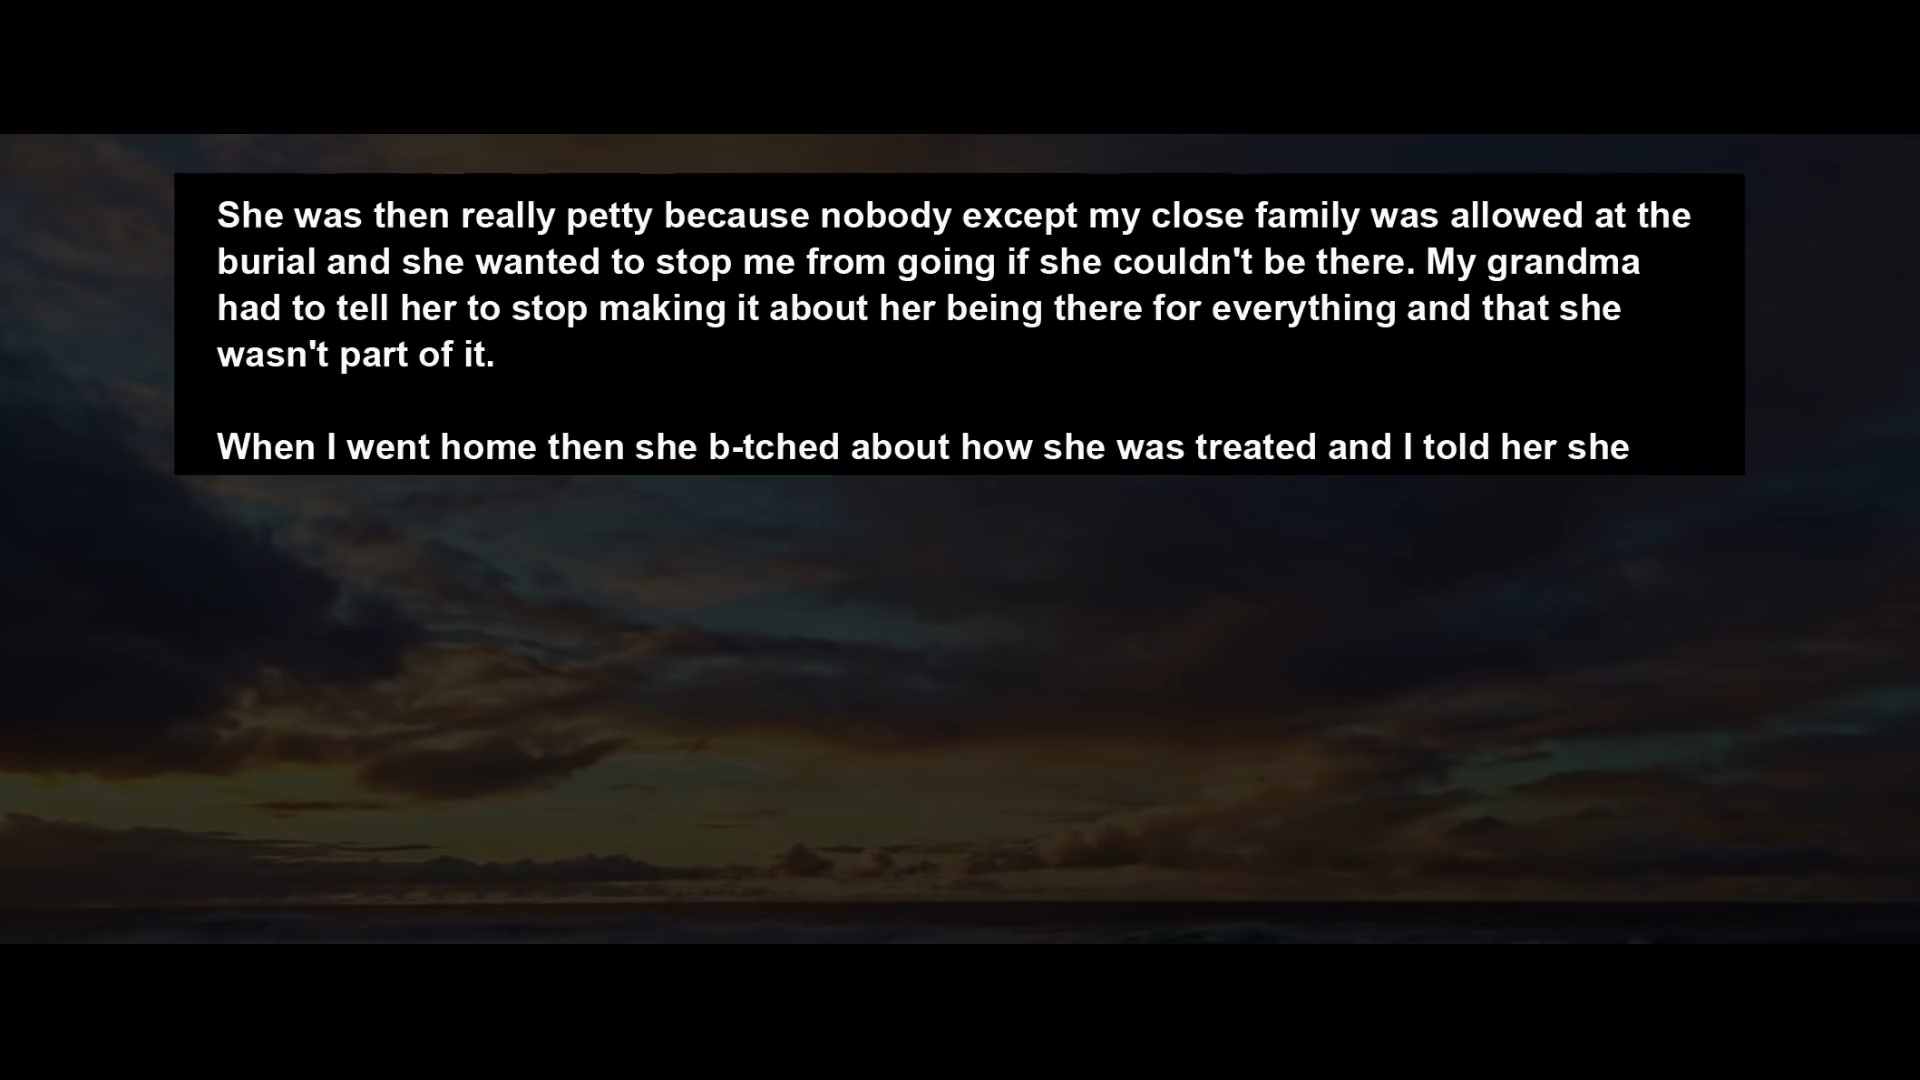 She was then really petty because nobody except my close family was allowed at the
burial and she wanted to stop me from going if she couldn't be there. My grandma
had to tell her to stop making it about her being there for everything and that she
wasn't part of it.
When I went home then she b-tched about how she was treated and I told her she